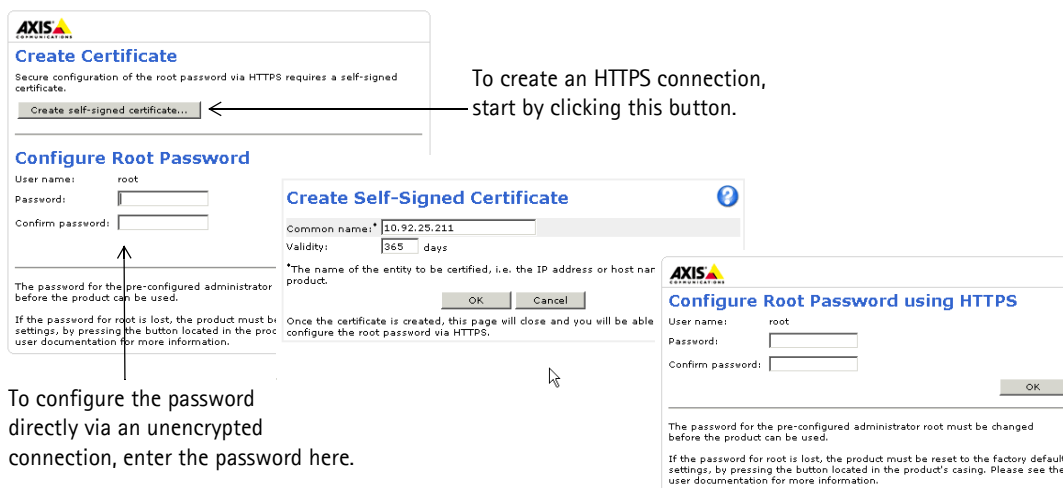 AXIS
COMMUNICATIONS
Create Certificate
Secure configuration of the root password via HTTPS requires a self-signed
certificate.
Create self-signed certificate...
To create an HTTPS connection,
start by clicking this button.
Configure Root Password
User name: root
Password:
Confirm password:
The password for the pre-configured administrator
before the product can be used.
If the password for root is lost, the product must be
settings, by pressing the button located in the
user documentation for more information.
To configure the password
directly via an unencrypted
connection, enter the password here.
Create Self-Signed Certificate
?
Common name:* 10.92.25.211
Validity: 365 days
*The name of the entity to be certified, i.e. the IP address or host
product.
OK Cancel
Once the certificate is created, this page will close and you will be able
configure the root password via HTTPS.
AXIS
COMMUNICATIONS
Configure Root Password using HTTPS
User name: root
Password:
Confirm password:
OK
The password for the pre-configured administrator root must be changed
before the product can be used.
If the password for root is lost, the product must be reset to the factory default
settings, by pressing the button located in the product's casing. Please see the
user documentation for more information.